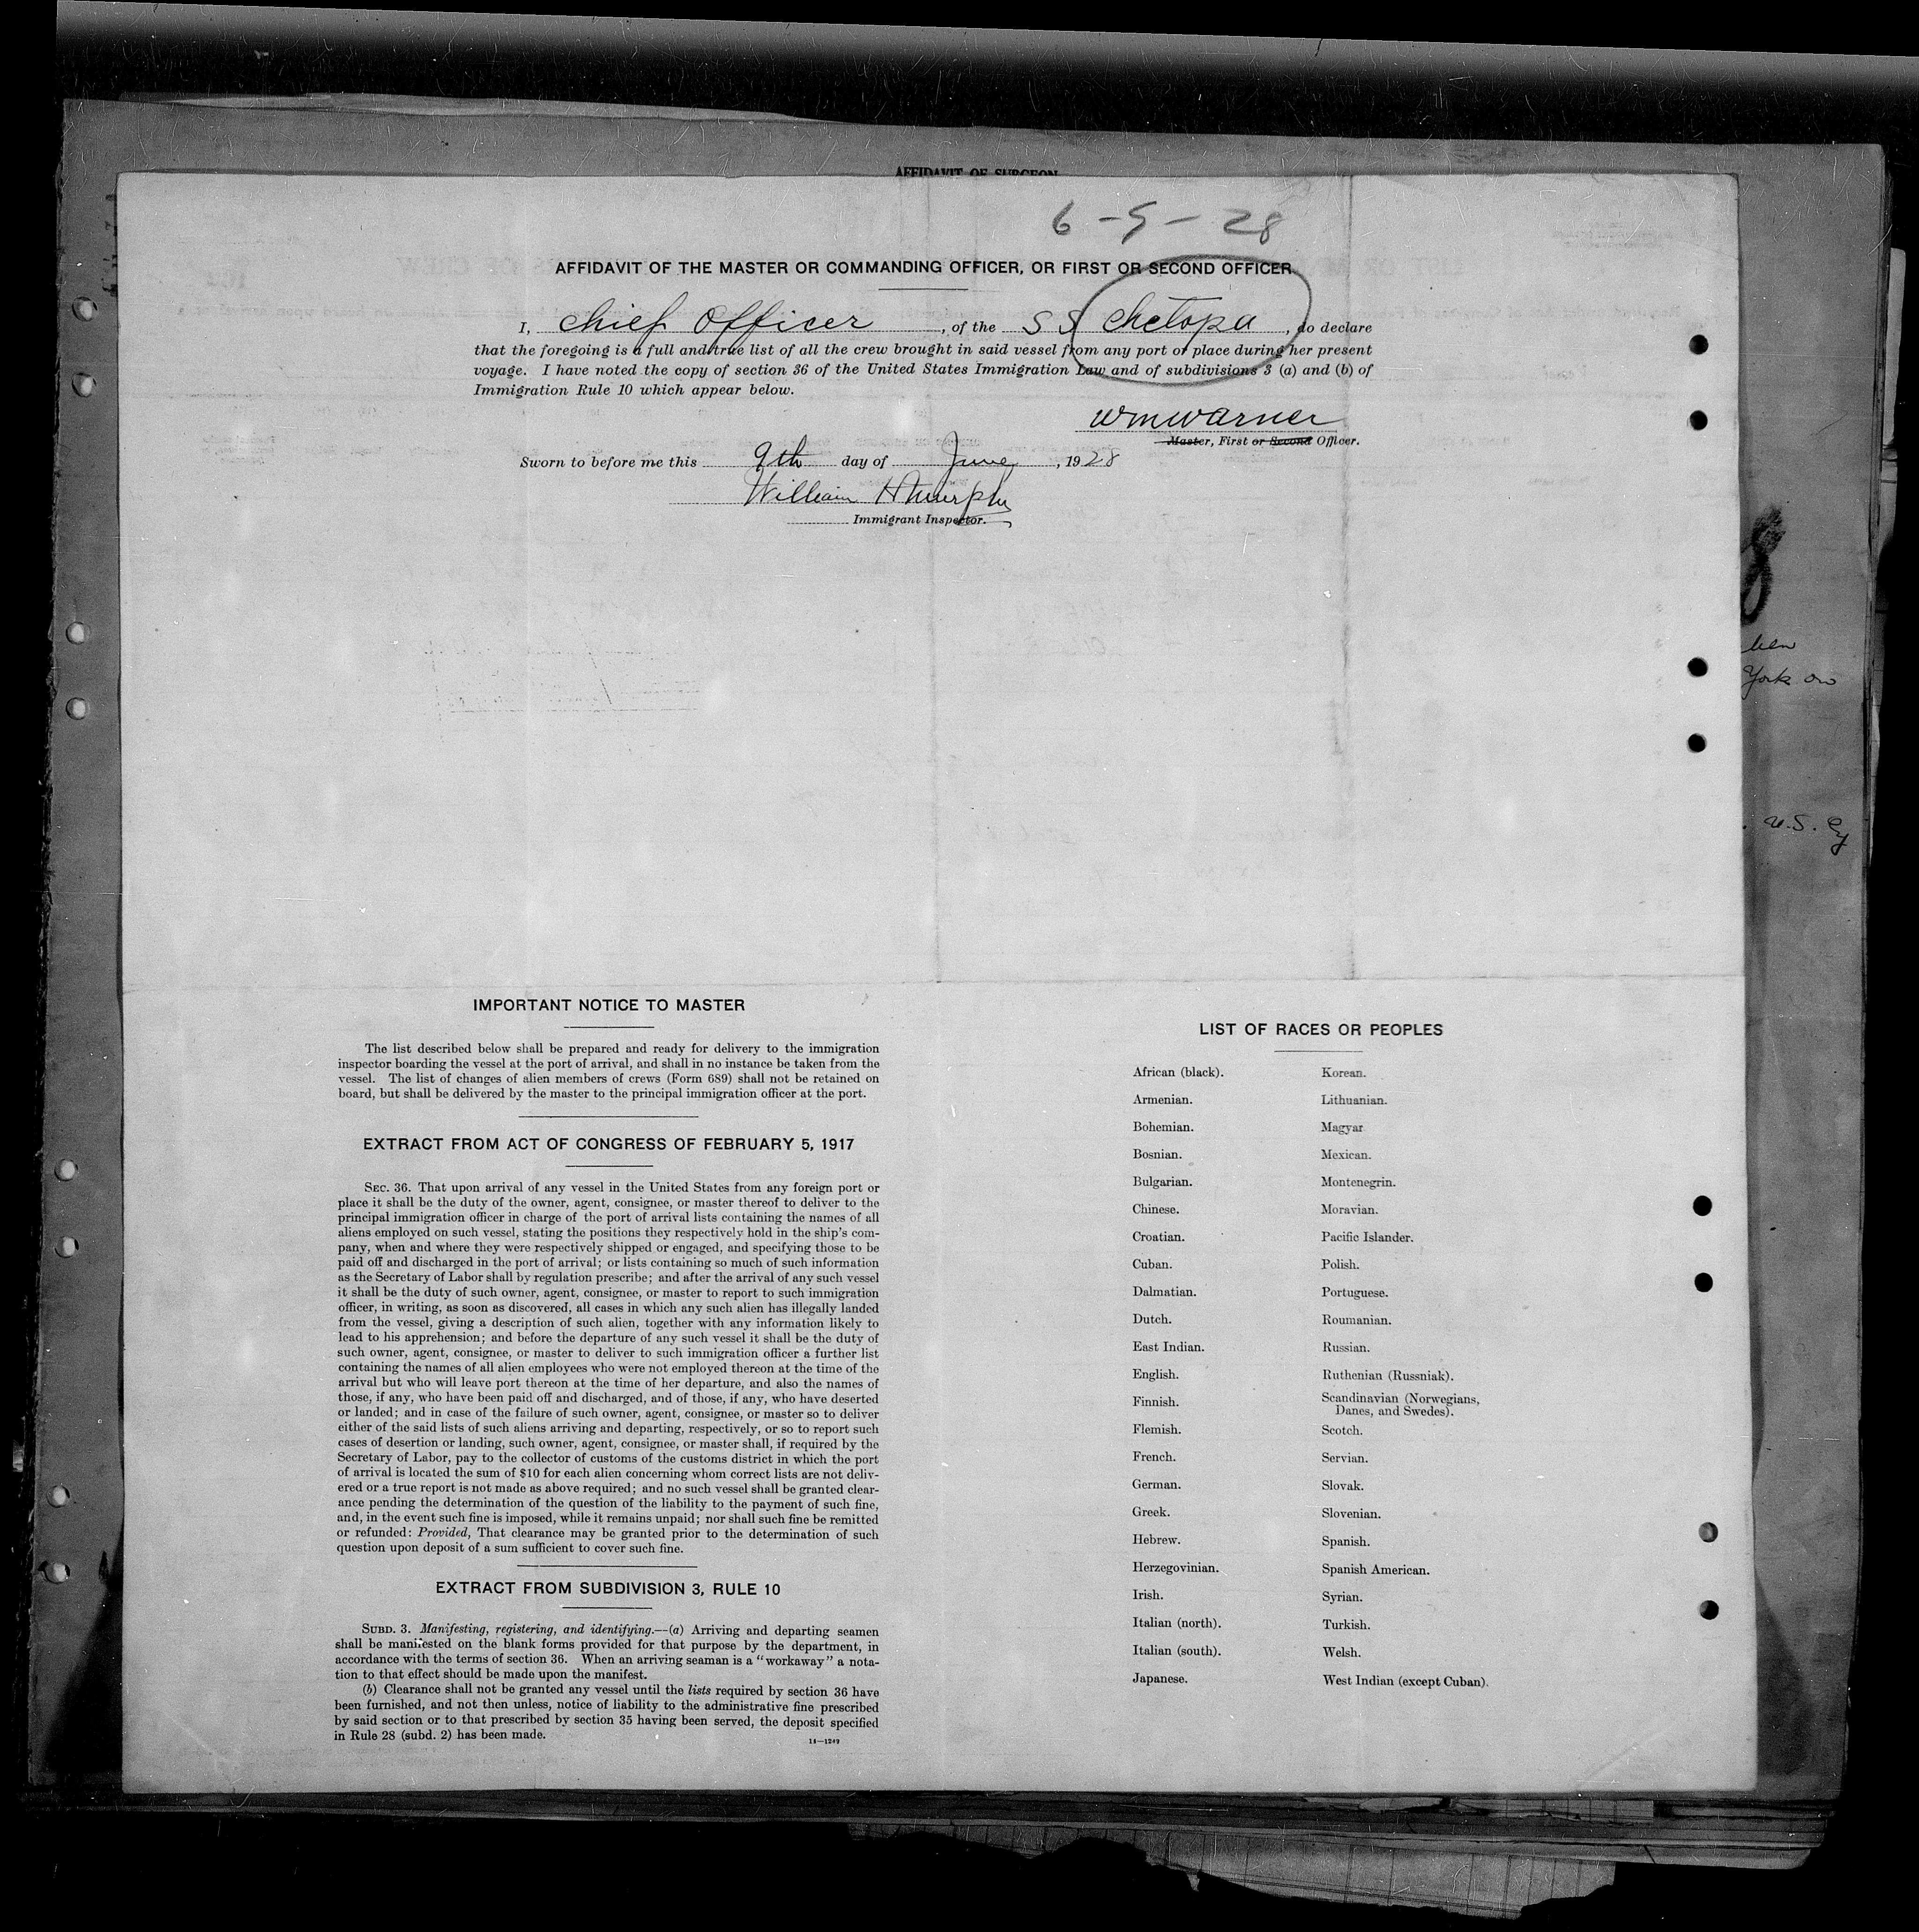 AFFIDAVIT OF SURGEON
6-5-28
AFFIDAVIT OF THE MASTER OR COMMANDING OFFICER, OR FIRST OR SECOND OFFICER
I, Chief Officer, of the SS Chetopa, do declare
that the foregoing is a full and true list of all the crew brought in said vessel from any port or place during her present
voyage. I have noted the copy of section 36 of the United States Immigration Law and of subdivisions 3 (a) and (b) of
Immigration Rule 10 which appear below.
Wm Warner
Master, First or Second Officer.
Sworn to before me this 9th day of June, 1928
William H Murphy
Immigrant Inspector.
York on
U.S.
IMPORTANT NOTICE TO MASTER
The list described below shall be prepared and ready for delivery to the immigration
inspector boarding the vessel at the port of arrival, and shall in no instance be taken from the
vessel. The list of changes of alien members of crews (Form 689) shall not be retained on
board, but shall be delivered by the master to the principal immigration officer at the port.
EXTRACT FROM ACT OF CONGRESS OF FEBRUARY 5, 1917
SEC. 36. That upon arrival of any vessel in the United States from any foreign port or
place it shall be the duty of the owner, agent, consignee, or master thereof to deliver to the
principal immigration officer in charge of the port of arrival lists containing the names of all
aliens employed on such vessel, stating the positions they respectively hold in the ship's com-
pany, when and where they were respectively shipped or engaged, and specifying those to be
paid off and discharged in the port of arrival; or lists containing so much of such information
as the Secretary of Labor shall by regulation prescribe; and after the arrival of any such vessel
it shall be the duty of such owner, agent, consignee, or master to report to such immigration
officer, in writing, as soon as discovered, all cases in which any such alien has illegally landed
from the vessel, giving a description of such alien, together with any information likely to
lead to his apprehension; and before the departure of any such vessel it shall be the duty of
such owner, agent, consignee, or master to deliver to such immigration officer a further list
containing the names of all alien employees who were not employed thereon at the time of the
arrival but who will leave port thereon at the time of her departure, and also the names of
those, if any, who have been paid off and discharged, and of those, if any, who have deserted
or landed; and in case of the failure of such owner, agent, consignee, or master so to deliver
either of the said lists of such aliens arriving and departing, respectively, or so to report such
cases of desertion or landing, such owner, agent, consignee, or master shall, if required by the
Secretary of Labor, pay to the collector of customs of the customs district in which the port
of arrival is located the sum of $10 for each alien concerning whom correct lists are not deliv-
ered or a true report is not made as above required; and no such vessel shall be granted clear-
ance pending the determination of the question of the liability to the payment of such fine,
and, in the event such fine is imposed, while it remains unpaid; nor shall such fine be remitted
or refunded: Provided, That clearance may be granted prior to the determination of such
question upon deposit of a sum sufficient to cover such fine.
EXTRACT FROM SUBDIVISION 3, RULE 10
SUBD. 3. Manifesting, registering, and identifying.—(a) Arriving and departing seamen
shall be manifested on the blank forms provided for that purpose by the department, in
accordance with the terms of section 36. When an arriving seaman is a "workaway" a nota-
tion to that effect should be made upon the manifest.
(b) Clearance shall not be granted any vessel until the lists required by section 36 have
been furnished, and not then unless, notice of liability to the administrative fine prescribed
by said section or to that prescribed by section 35 having been served, the deposit specified
in Rule 28 (subd. 2) has been made.
14—1249
LIST OF RACES OR PEOPLES
African (black).
Armenian.
Bohemian.
Bosnian.
Bulgarian.
Chinese.
Croatian.
Cuban.
Dalmatian.
Dutch.
East Indian.
English.
Finnish.
Flemish.
French.
German.
Greek.
Hebrew.
Herzegovinian.
Irish.
Italian (north).
Italian (south).
Japanese.
Korean.
Lithuanian.
Magyar
Mexican.
Montenegrin.
Moravian.
Pacific Islander.
Polish.
Portuguese.
Roumanian.
Russian.
Ruthenian (Russniak).
Scandinavian (Norwegians,
Danes, and Swedes).
Scotch.
Servian.
Slovak.
Slovenian.
Spanish.
Spanish American.
Syrian.
Turkish.
Welsh.
West Indian (except Cuban).